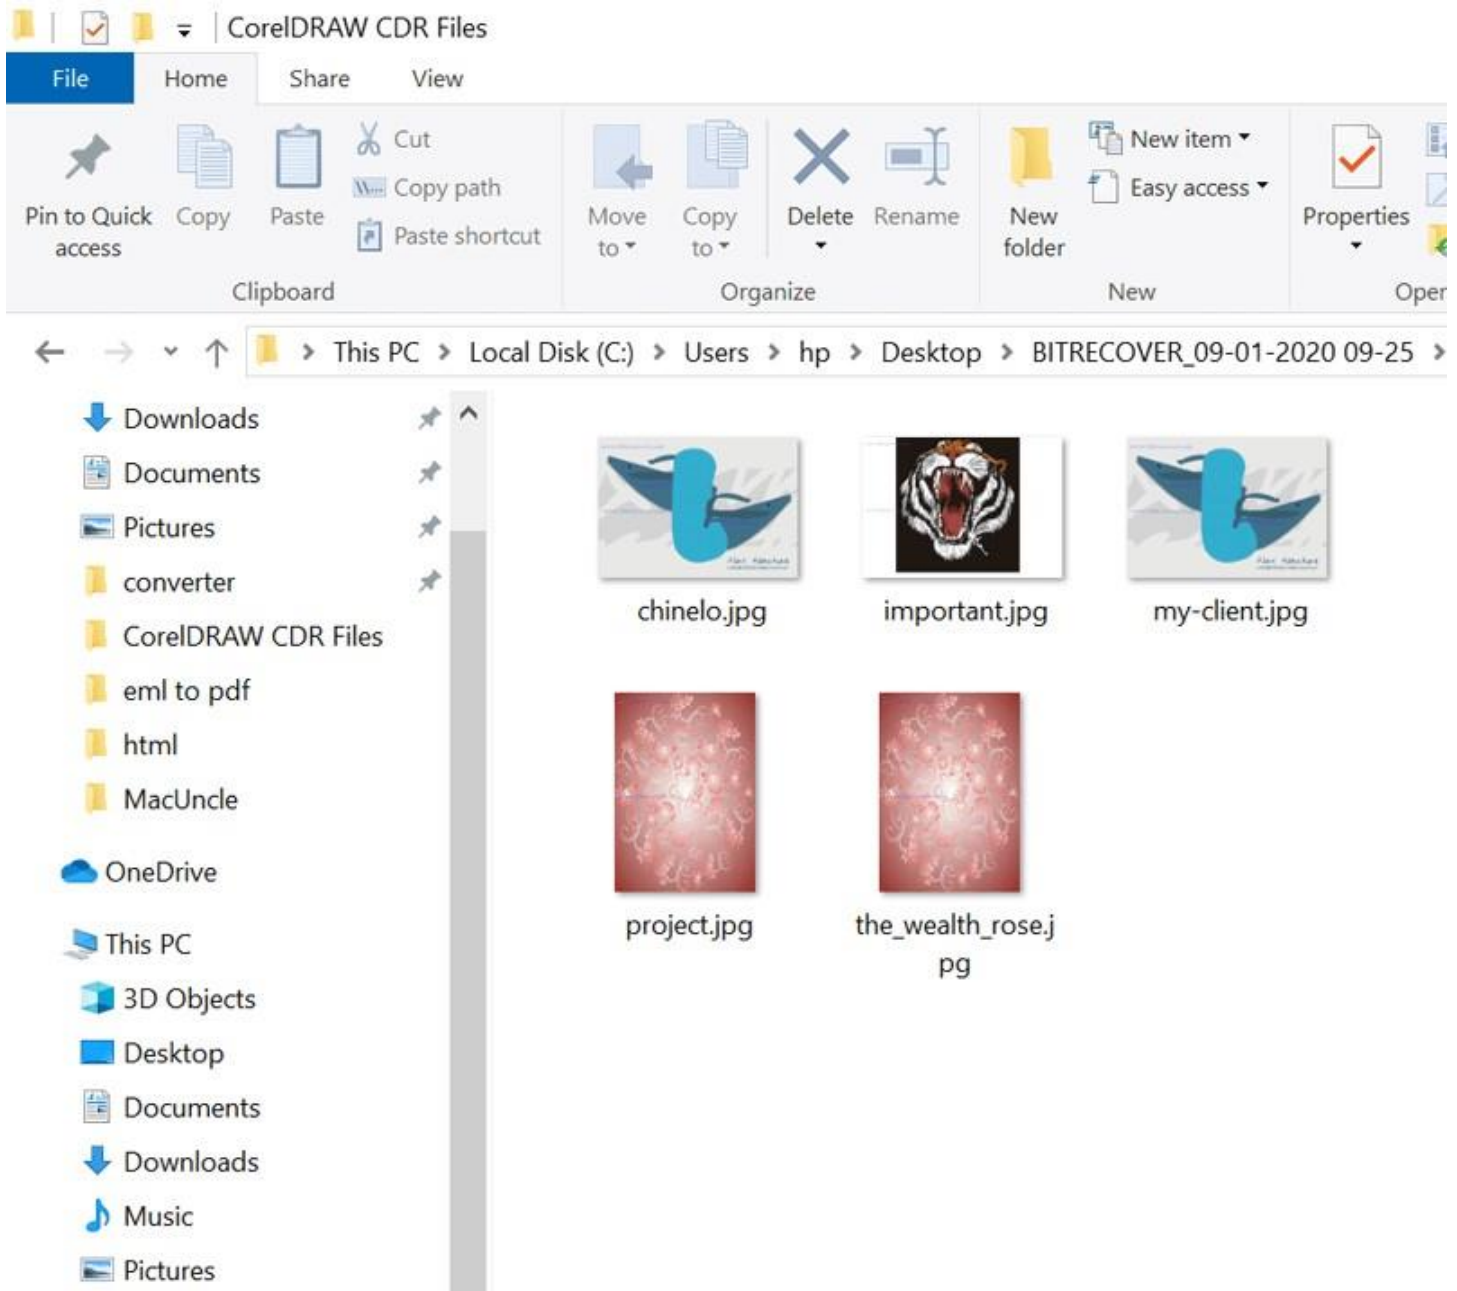 CorelDRAW CDR Files
File Home Share View
Cut
Copy path
Paste shortcut
Pin to Quick access
Copy
Paste
Move to
Copy to
Delete
Rename
New folder
New item
Easy access
Properties
Clipboard Organize New
This PC > Local Disk (C:) > Users > hp > Desktop > BITRECOVER_09-01-2020 09-25 >
Downloads
Documents
Pictures
converter
CorelDRAW CDR Files
eml to pdf
html
MacUncle
OneDrive
This PC
3D Objects
Desktop
Documents
Downloads
Music
Pictures
chinelo.jpg important.jpg my-client.jpg
project.jpg the_wealth_rose.j
pg